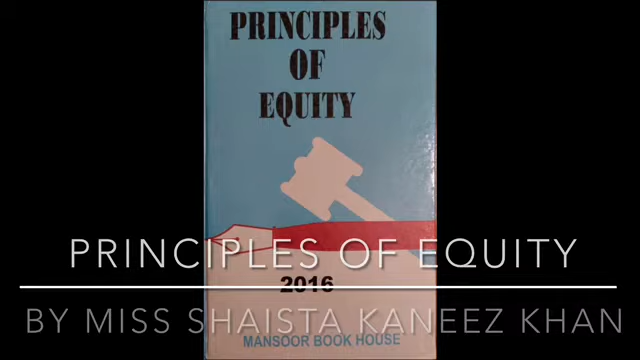 PRINCIPLES
OF
EQUITY
PRINCIPLES OF EQUITY
2016
BY MISS SHAISTA KANEEZ KHAN
MANSOOR BOOK HOUSE